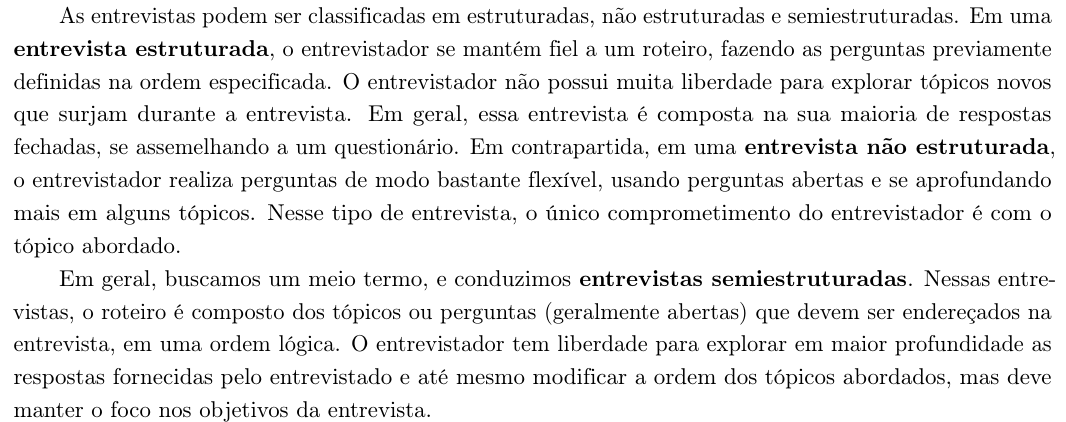 As entrevistas podem ser classificadas em estruturadas, não estruturadas e semiestruturadas. Em uma
entrevista estruturada, o entrevistador se mantém fiel a um roteiro, fazendo as perguntas previamente
definidas na ordem especificada. O entrevistador não possui muita liberdade para explorar tópicos novos
que surjam durante a entrevista. Em geral, essa entrevista é composta na sua maioria de respostas
fechadas, se assemelhando a um questionário. Em contrapartida, em uma entrevista não estruturada,
o entrevistador realiza perguntas de modo bastante flexível, usando perguntas abertas e se aprofundando
mais em alguns tópicos. Nesse tipo de entrevista, o único comprometimento do entrevistador é com o
tópico abordado.
Em geral, buscamos um meio termo, e conduzimos entrevistas semiestruturadas. Nessas entre-
vistas, o roteiro é composto dos tópicos ou perguntas (geralmente abertas) que devem ser endereçados na
entrevista, em uma ordem lógica. O entrevistador tem liberdade para explorar em maior profundidade as
respostas fornecidas pelo entrevistado e até mesmo modificar a ordem dos tópicos abordados, mas deve
manter o foco nos objetivos da entrevista.